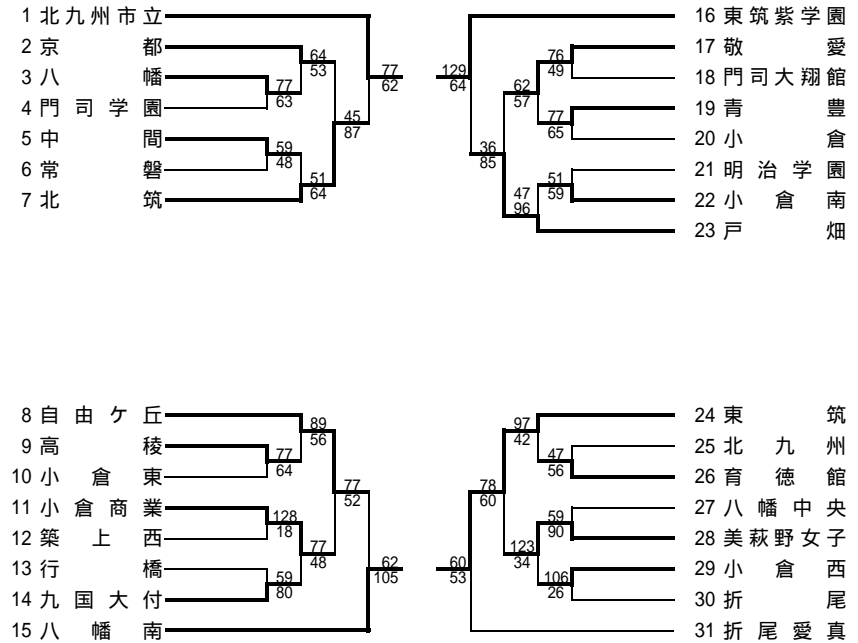 1 北九州市立
2 京都
3 八幡
4 門司学園
5 中間
6 常磐
7 北筑
64
53
77
63
59
48
51
64
45
87
77
62
16 東筑紫学園
17 敬愛
18 門司大翔館
19 青豊
20 小倉
21 明治学園
22 小倉南
23 戸畑
129
64
76
49
62
57
77
65
36
85
51
59
47
96
8 自由ケ丘
9 高稜
10 小倉東
11 小倉商業
12 築上西
13 行橋
14 九国大付
15 八幡南
89
56
77
64
77
52
128
18
77
48
59
80
62
105
24 東筑
25 北九州
26 育徳館
27 八幡中央
28 美萩野女子
29 小倉西
30 折尾
31 折尾愛真
97
42
47
56
78
60
59
90
123
34
106
26
60
53